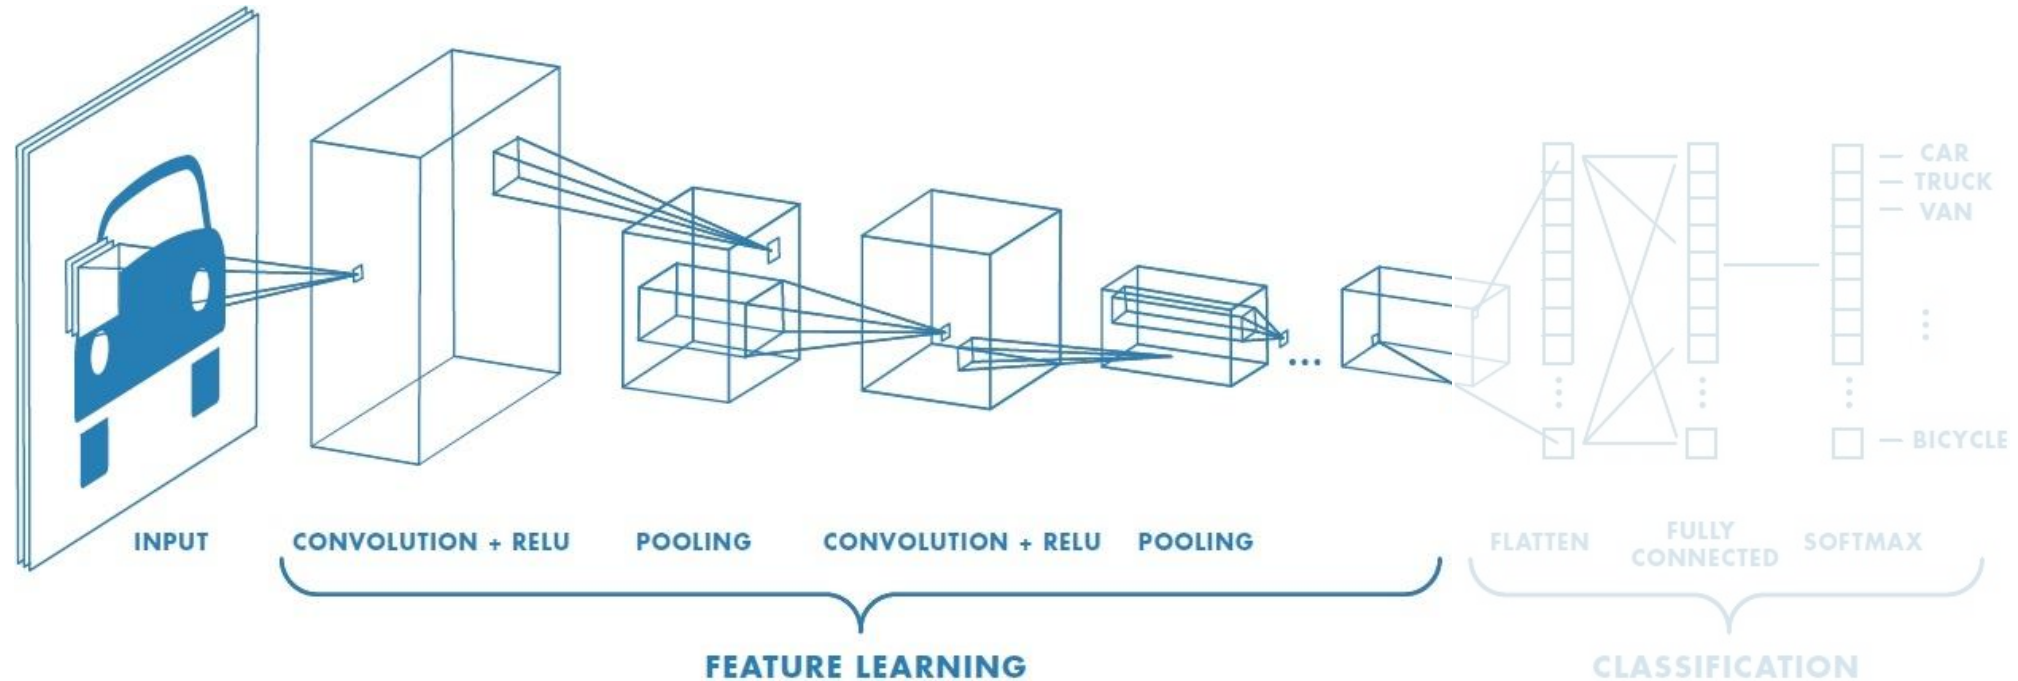 CAR
TRUCK
VAN
BICYCLE
INPUT
CONVOLUTION + RELU
POOLING
CONVOLUTION + RELU
POOLING
FLATTEN
FULLY
CONNECTED
SOFTMAX
FEATURE LEARNING
CLASSIFICATION